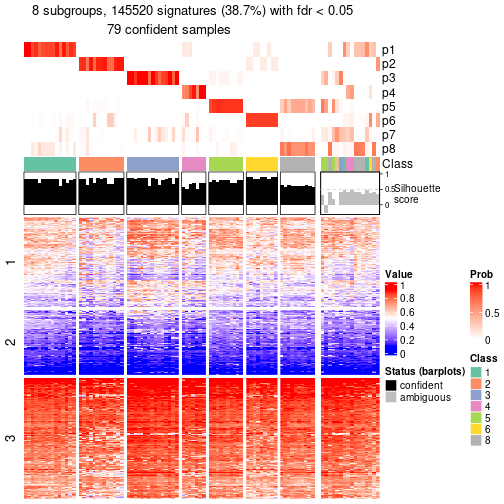 8 subgroups, 145520 signatures (38.7%) with fdr < 0.05
79 confident samples
p1
p2
p3
p4
p5
p6
p7
p8
Class
1
0.5
0
Silhouette
score
1
2
3
Value
1
0.8
0.6
0.4
0.2
0
Status (barplots)
confident
ambiguous
Prob
1
0.5
0
Class
1
2
3
4
5
6
8